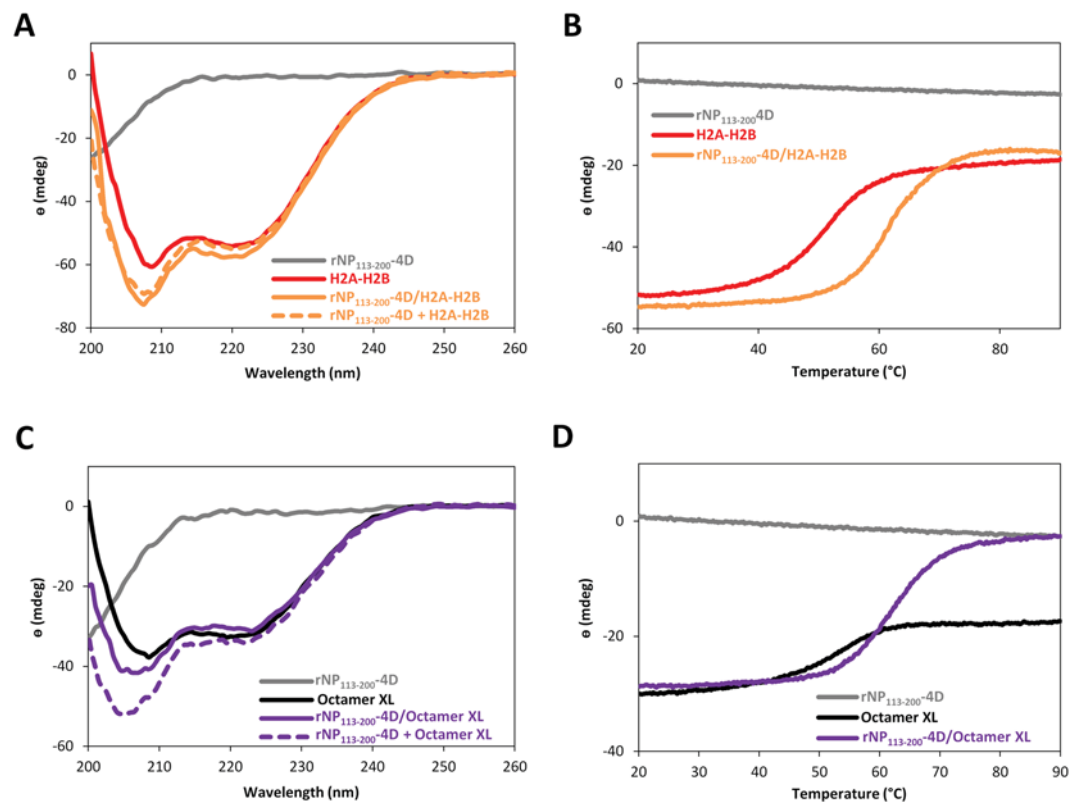 A
0
-20
-40
-60
-80
200 210 220 230 240 250 260
Wavelength (nm)
ɵ (mdeg)
rNP113-200-4D
H2A-H2B
rNP113-200-4D/H2A-H2B
rNP113-200-4D + H2A-H2B
B
0
-20
-40
-60
20 40 60 80
Temperature (°C)
ɵ (mdeg)
rNP113-2004D
H2A-H2B
rNP113-200-4D/H2A-H2B
C
0
-20
-40
-60
200 210 220 230 240 250 260
Wavelength (nm)
ɵ (mdeg)
rNP113-200-4D
Octamer XL
rNP113-200-4D/Octamer XL
rNP113-200-4D + Octamer XL
D
0
-20
-40
20 30 40 50 60 70 80 90
Temperature (°C)
ɵ (mdeg)
rNP113-200-4D
Octamer XL
rNP113-200-4D/Octamer XL